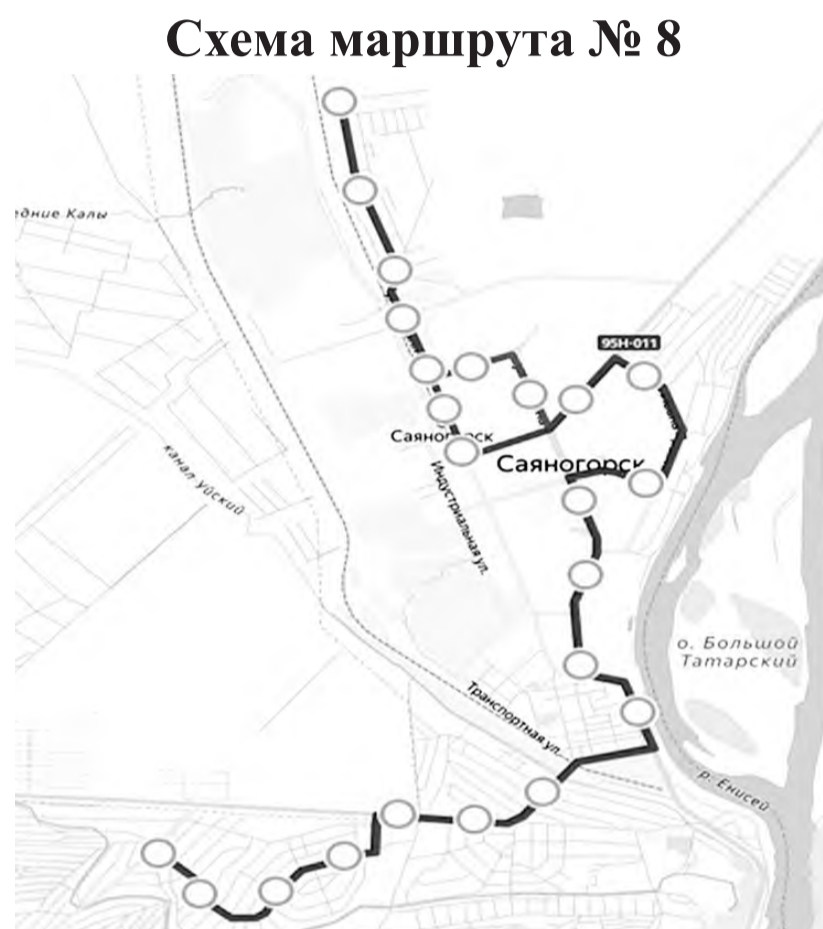 Схема маршрута № 8
едние Калы
95Н-011
Саяногорск
Саяногорск
канал уйский
Индустриальная ул.
о. Большой
Татарский
Транспортная ул.
р. Енисей